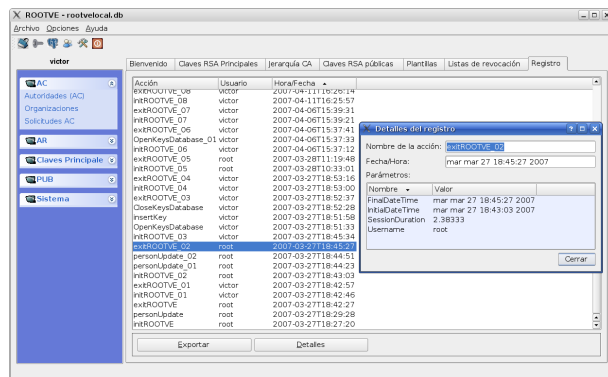 ROOTVE - rootvelocal.db
Archivo Opciones Ayuda
victor
Bienvenido Claves RSA Principales Jerarquía CA Claves RSA públicas Plantillas Listas de revocación Registro
AC
Autoridades (AC)
Organizaciones
Solicitudes AC
AR
Claves Principale
PUB
Sistema
Acción Usuario Hora/Fecha
exitROOTVE_08 victor 2007-04-11T16:26:14
initROOTVE_08 victor 2007-04-11T16:25:57
exitROOTVE_07 victor 2007-04-06T15:39:31
initROOTVE_07 victor 2007-04-06T15:39:21
exitROOTVE_06 victor 2007-04-06T15:37:41
OpenKeysDatabase_01 victor 2007-04-06T15:37:33
initROOTVE_06 victor 2007-04-06T15:37:12
exitROOTVE_05 root 2007-03-28T11:19:48
initROOTVE_05 root 2007-03-28T10:33:01
exitROOTVE_04 victor 2007-03-27T18:53:16
initROOTVE_04 victor 2007-03-27T18:53:00
exitROOTVE_03 victor 2007-03-27T18:52:37
CloseKeysDatabase victor 2007-03-27T18:52:28
insertKey victor 2007-03-27T18:51:58
OpenKeysDatabase victor 2007-03-27T18:51:33
initROOTVE_03 victor 2007-03-27T18:45:34
exitROOTVE_02 root 2007-03-27T18:45:27
personUpdate_02 root 2007-03-27T18:44:51
personUpdate_01 root 2007-03-27T18:44:23
initROOTVE_02 root 2007-03-27T18:43:03
exitROOTVE_01 victor 2007-03-27T18:42:57
initROOTVE_01 victor 2007-03-27T18:42:46
exitROOTVE root 2007-03-27T18:42:27
personUpdate root 2007-03-27T18:29:28
initROOTVE root 2007-03-27T18:27:20
Exportar Detalles
Detalles del registro
Nombre de la acción: exitROOTVE_02
Fecha/Hora: mar mar 27 18:45:27 2007
Parámetros:
Nombre Valor
FinalDateTime mar mar 27 18:45:27 2007
InitialDateTime mar mar 27 18:43:03 2007
SessionDuration 2.38333
Username root
Cerrar